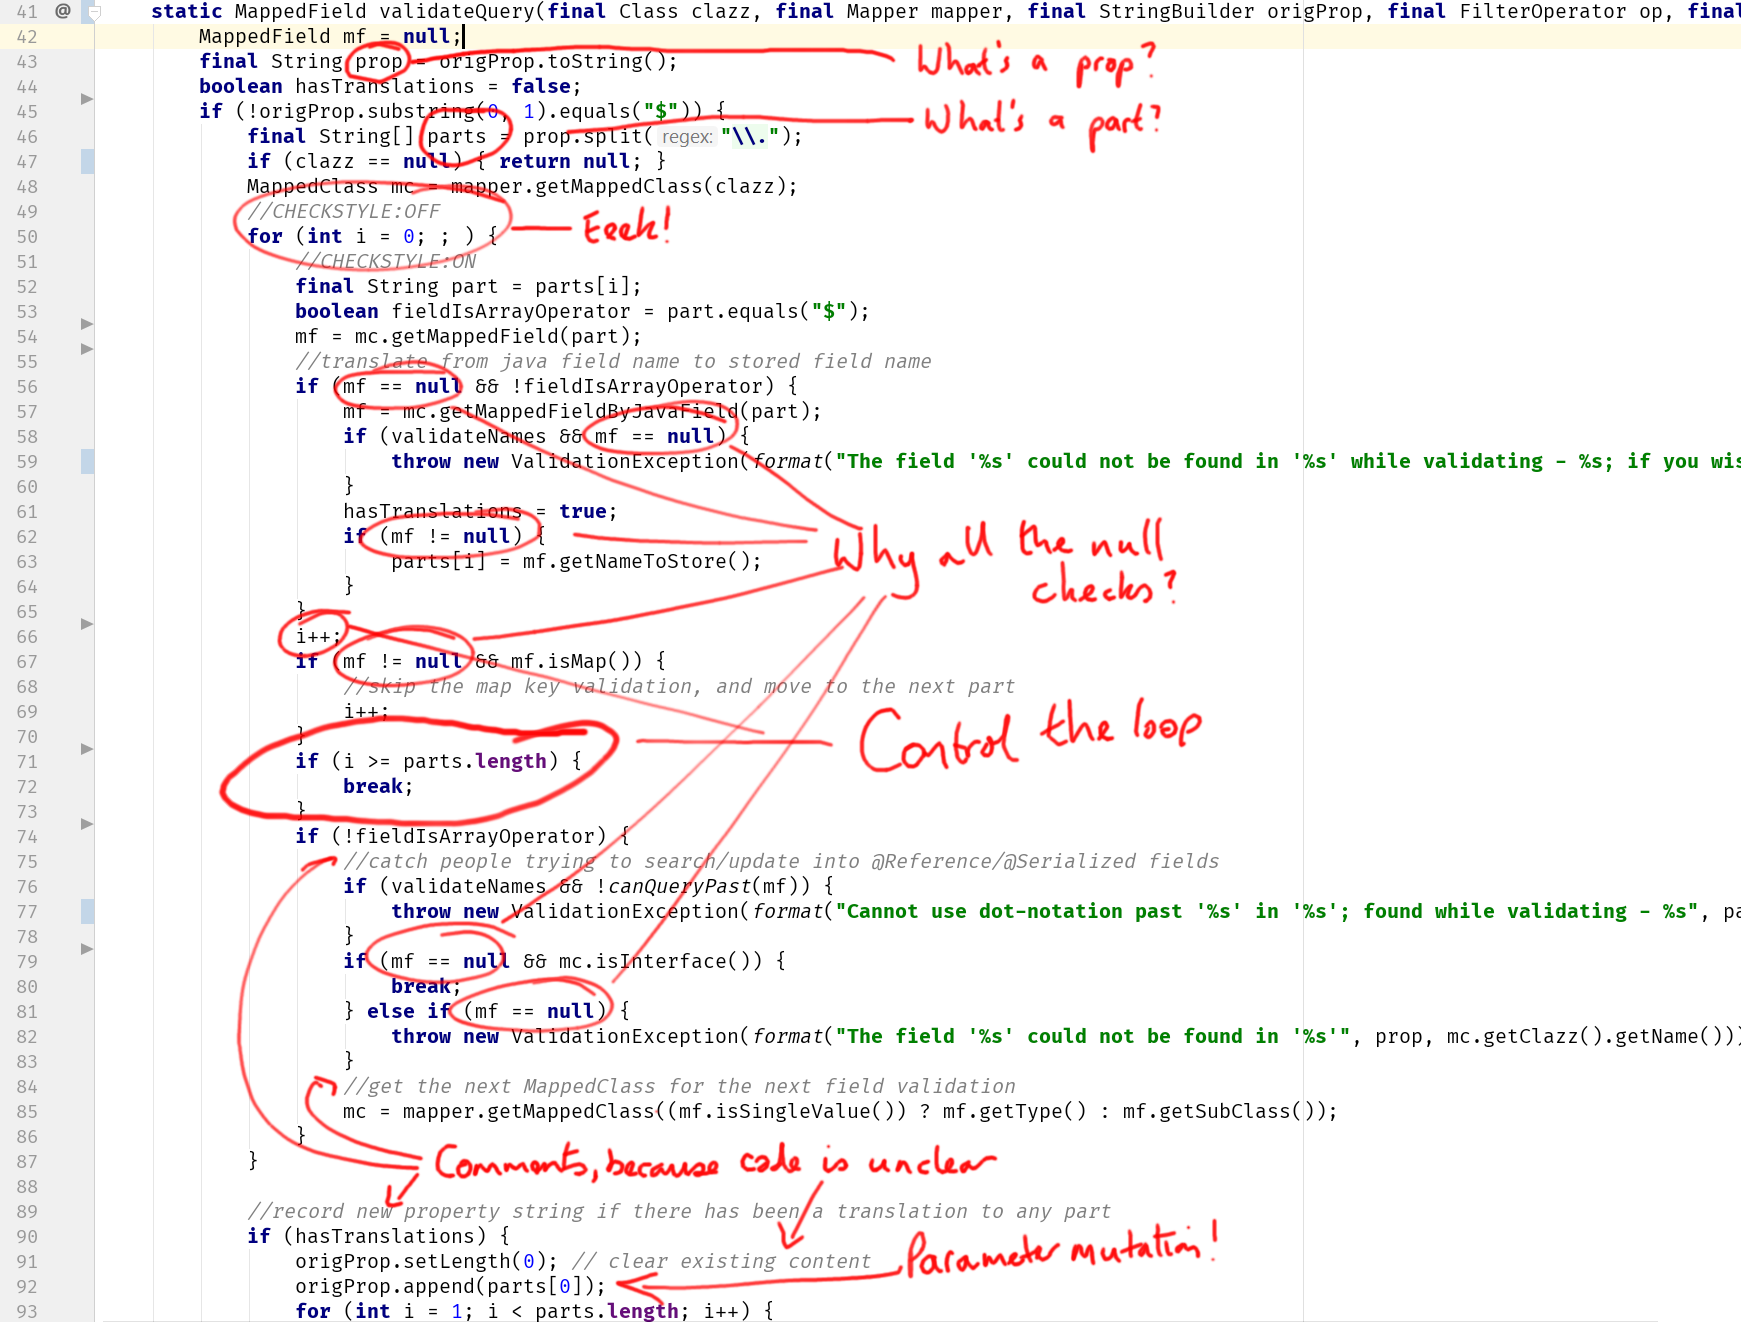 41 @ static MappedField validateQuery(final Class clazz, final Mapper mapper, final StringBuilder origProp, final FilterOperator op, final
42 MappedField mf = null;
43 final String prop = origProp.toString();
What's a prop?
44 boolean hasTranslations = false;
45 if (!origProp.substring(0, 1).equals("$")) {
What's a part?
46 final String[] parts = prop.split( regex: "\\.");
47 if (clazz == null) { return null; }
48 MappedClass mc = mapper.getMappedClass(clazz);
49 //CHECKSTYLE:OFF
Eeek!
50 for (int i = 0; ; ) {
51 //CHECKSTYLE:ON
52 final String part = parts[i];
53 boolean fieldIsArrayOperator = part.equals("$");
54 mf = mc.getMappedField(part);
55 //translate from java field name to stored field name
56 if (mf == null && !fieldIsArrayOperator) {
57 mf = mc.getMappedFieldByJavaField(part);
58 if (validateNames && mf == null) {
59 throw new ValidationException(format("The field '%s' could not be found in '%s' while validating - %s; if you wis
60 }
61 hasTranslations = true;
62 if (mf != null) {
Why all the null
checks?
63 parts[i] = mf.getNameToStore();
64 }
65 }
66 i++;
67 if (mf != null && mf.isMap()) {
68 //skip the map key validation, and move to the next part
69 i++;
70 }
Control the loop
71 if (i >= parts.length) {
72 break;
73 }
74 if (!fieldIsArrayOperator) {
75 //catch people trying to search/update into @Reference/@Serialized fields
76 if (validateNames && !canQueryPast(mf)) {
77 throw new ValidationException(format("Cannot use dot-notation past '%s' in '%s'; found while validating - %s", pa
78 }
79 if (mf == null && mc.isInterface()) {
80 break;
81 } else if (mf == null) {
82 throw new ValidationException(format("The field '%s' could not be found in '%s'", prop, mc.getClazz().getName()))
83 }
84 //get the next MappedClass for the next field validation
85 mc = mapper.getMappedClass((mf.isSingleValue()) ? mf.getType() : mf.getSubClass());
86 }
87 }
Comments, because code is unclear
88
89 //record new property string if there has been a translation to any part
90 if (hasTranslations) {
91 origProp.setLength(0); // clear existing content
Parameter mutation!
92 origProp.append(parts[0]);
93 for (int i = 1; i < parts.length; i++) {